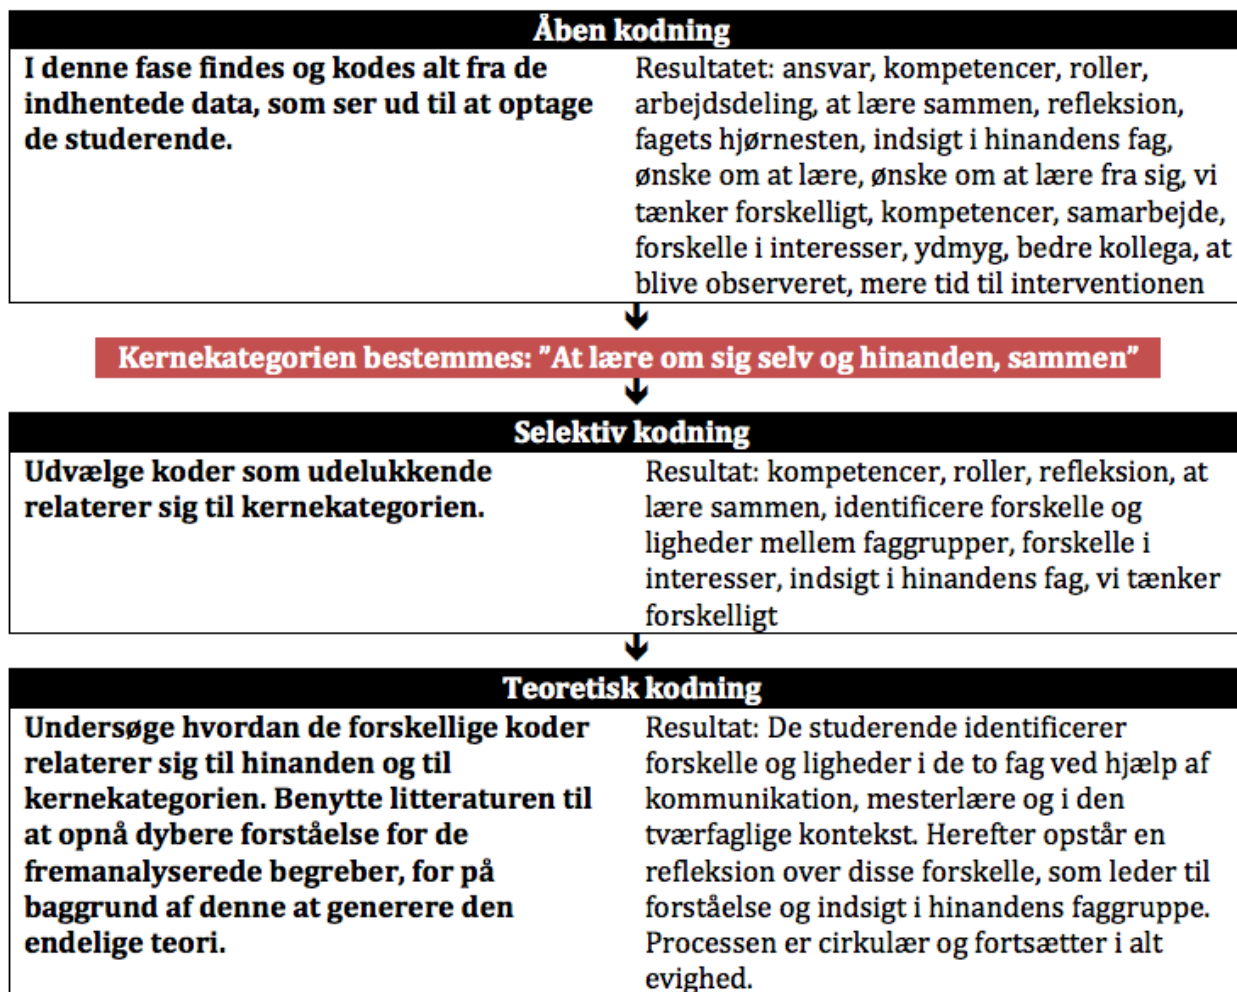 Åben kodning
I denne fase findes og kodes alt fra de
indhentede data, som ser ud til at optage
de studerende.
Resultatet: ansvar, kompetencer, roller,
arbejdsdeling, at lære sammen, refleksion,
fagets hjørnesten, indsigt i hinandens fag,
ønske om at lære, ønske om at lære fra sig, vi
tænker forskelligt, kompetencer, samarbejde,
forskelle i interesser, ydmyg, bedre kollega, at
blive observeret, mere tid til interventionen
Kernekategorien bestemmes: ”At lære om sig selv og hinanden, sammen”
Selektiv kodning
Udvælge koder som udelukkende
relaterer sig til kernekategorien.
Resultat: kompetencer, roller, refleksion, at
lære sammen, identificere forskelle og
ligheder mellem faggrupper, forskelle i
interesser, indsigt i hinandens fag, vi tænker
forskelligt
Teoretisk kodning
Undersøge hvordan de forskellige koder
relaterer sig til hinanden og til
kernekategorien. Benytte litteraturen til
at opnå dybere forståelse for de
fremanalyserede begreber, for på
baggrund af denne at generere den
endelige teori.
Resultat: De studerende identificerer
forskelle og ligheder i de to fag ved hjælp af
kommunikation, mesterlære og i den
tværfaglige kontekst. Herefter opstår en
refleksion over disse forskelle, som leder til
forståelse og indsigt i hinandens faggruppe.
Processen er cirkulær og fortsætter i alt
evighed.